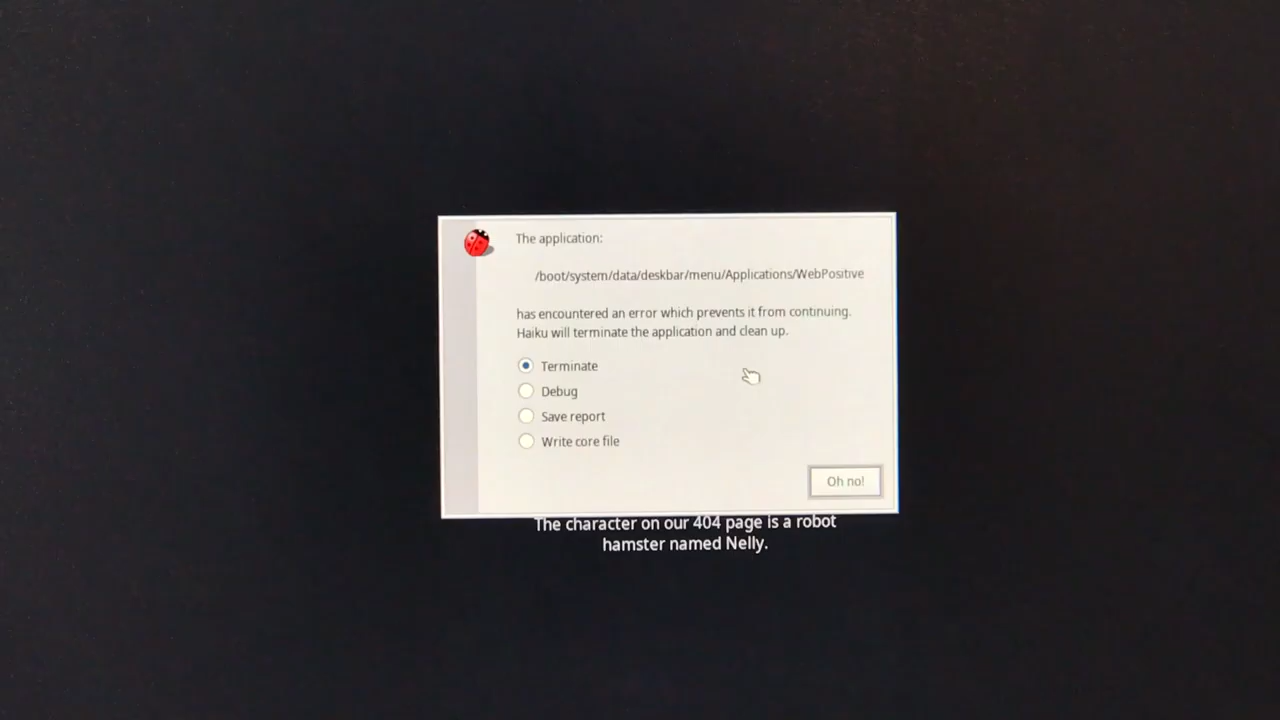 The application:
/boot/system/data/deskbar/menu/Applications/WebPositive
has encountered an error which prevents it from continuing.
Haiku will terminate the application and clean up.
Terminate
Debug
Save report
Write core file
Oh no!
The character on our 404 page is a robot
hamster named Nelly.